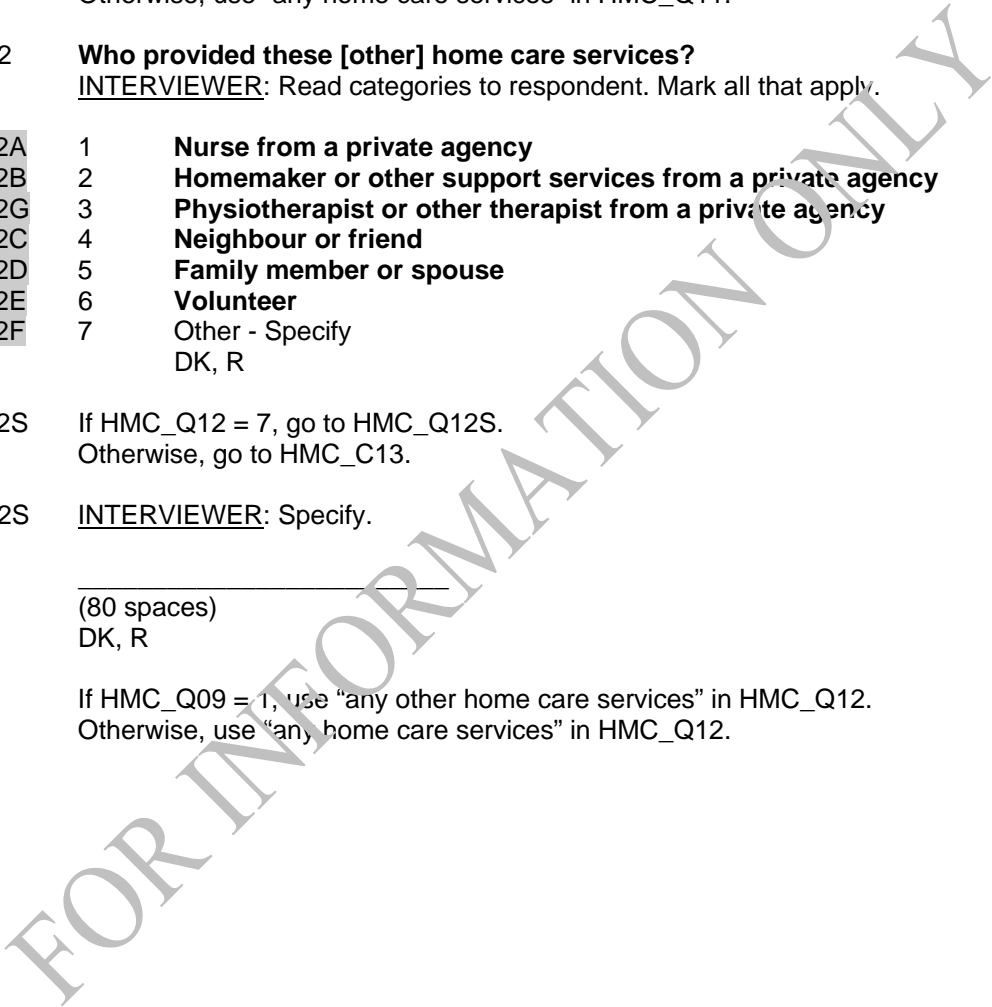 Otherwise, use “any home care services” in HMC_Q11.
2 Who provided these [other] home care services?
INTERVIEWER: Read categories to respondent. Mark all that apply.
2A 1 Nurse from a private agency
2B 2 Homemaker or other support services from a private agency
2G 3 Physiotherapist or other therapist from a private agency
2C 4 Neighbour or friend
2D 5 Family member or spouse
2E 6 Volunteer
2F 7 Other - Specify
DK, R
2S If HMC_Q12 = 7, go to HMC_Q12S.
Otherwise, go to HMC_C13.
2S INTERVIEWER: Specify.
(80 spaces)
DK, R
If HMC_Q09 = 1, use “any other home care services” in HMC_Q12.
Otherwise, use “any home care services” in HMC_Q12.
FOR INFORMATION ONLY